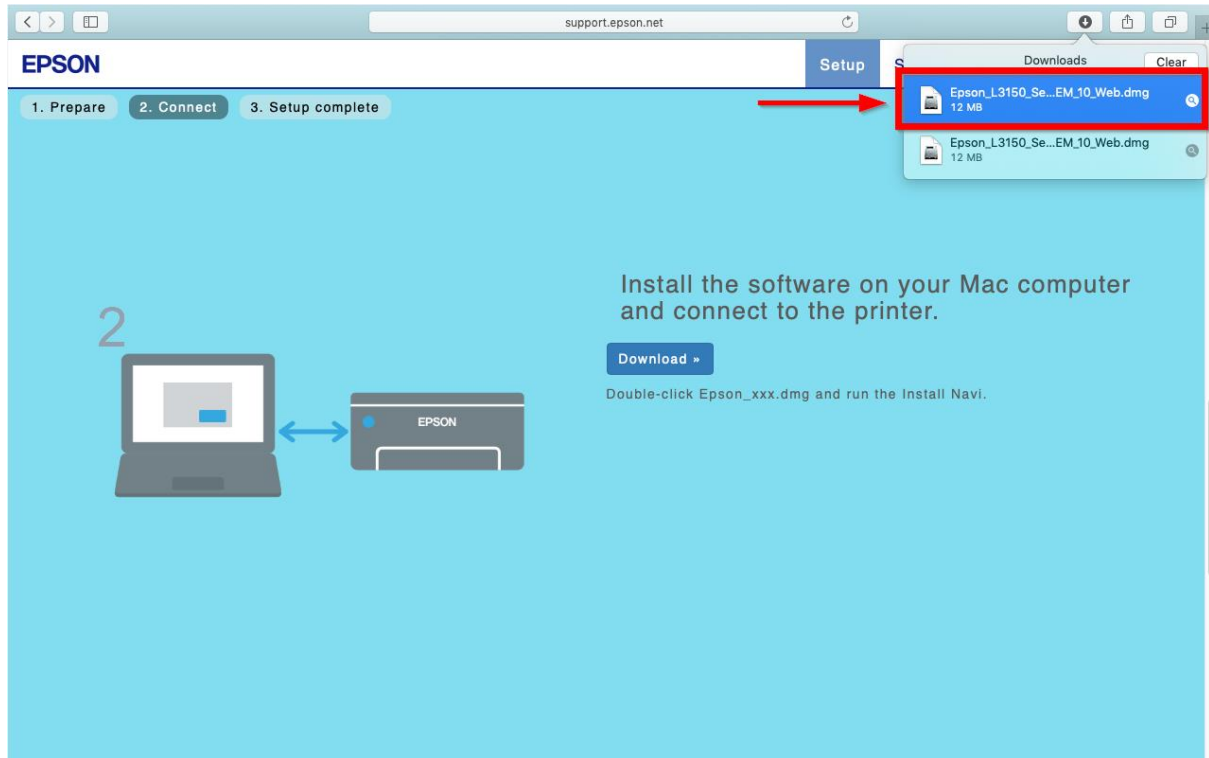 support.epson.net
EPSON
Setup
Downloads
Clear
1. Prepare
2. Connect
3. Setup complete
Epson_L3150_Se...EM_10_Web.dmg
12 MB
Epson_L3150_Se...EM_10_Web.dmg
12 MB
Install the software on your Mac computer
and connect to the printer.
2
Download »
Double-click Epson_xxx.dmg and run the Install Navi.
EPSON